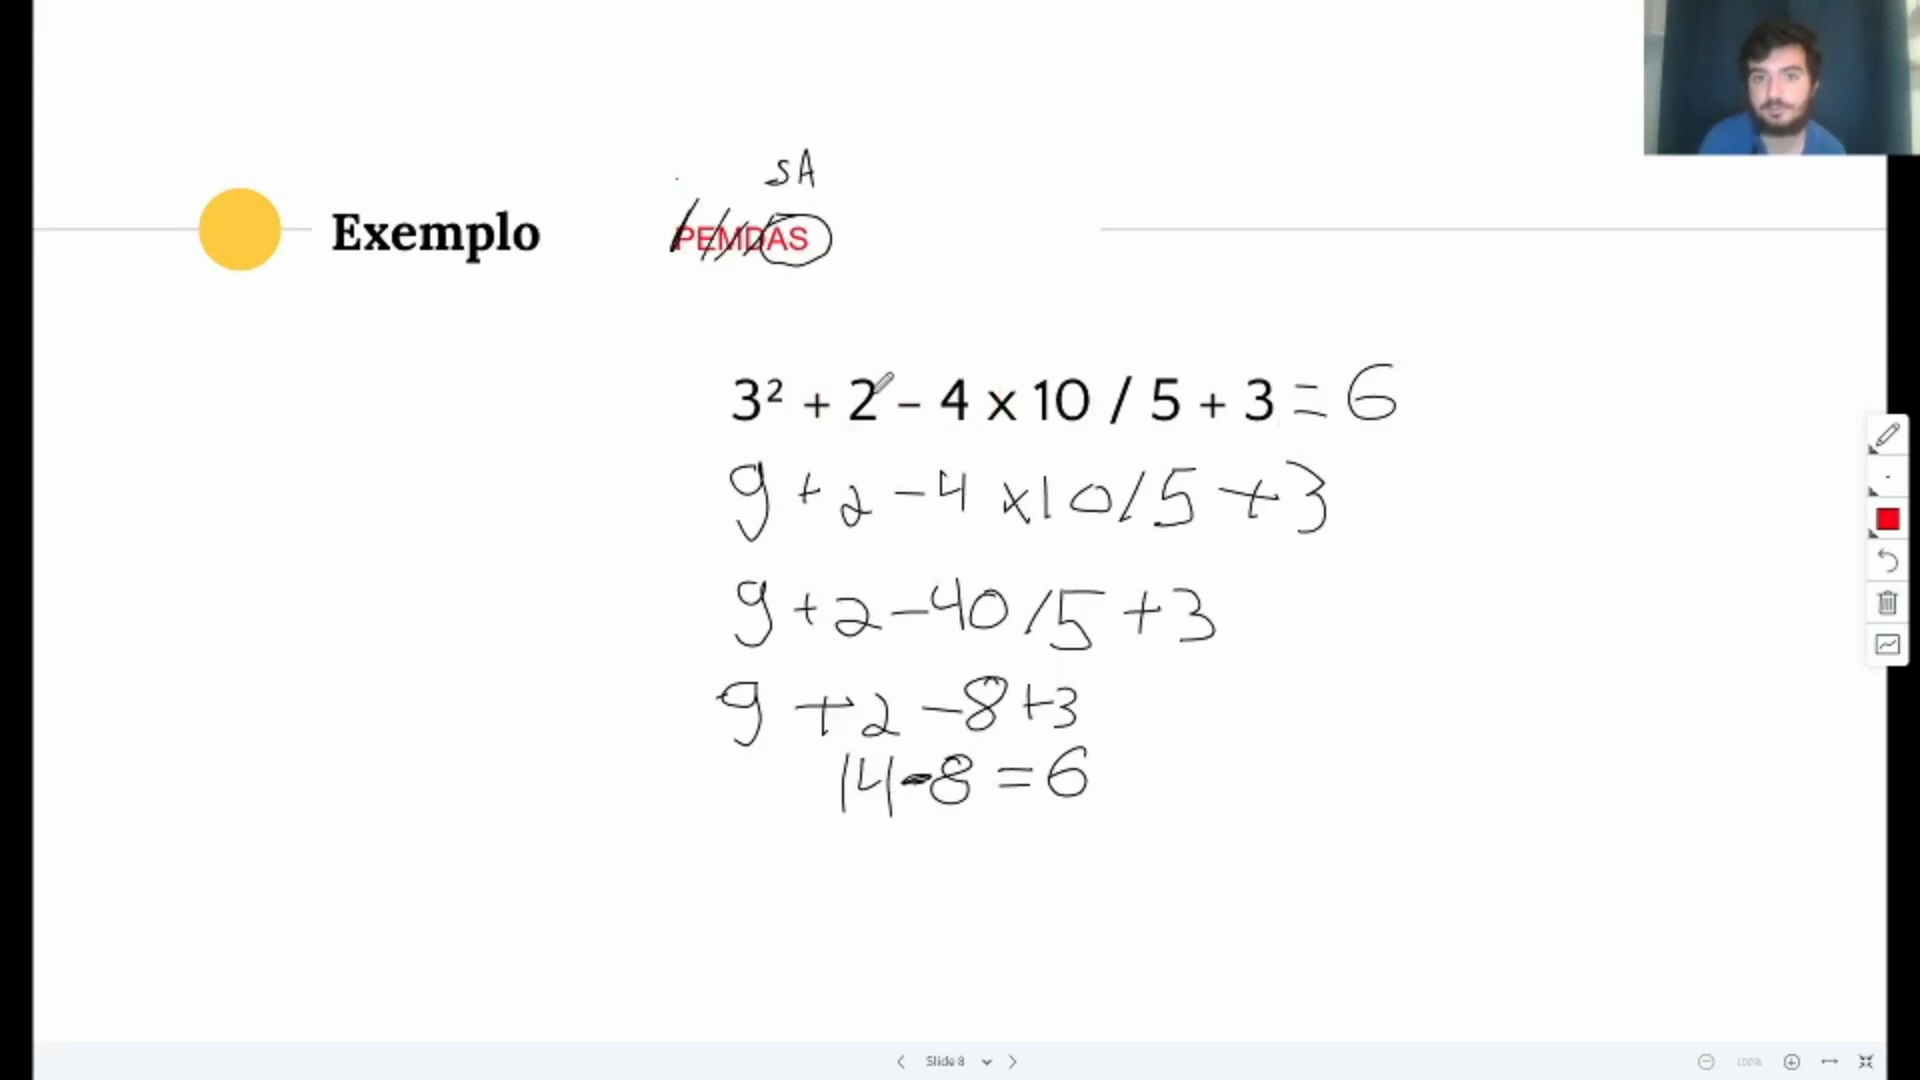 SA
Exemplo PEMDAS
3² + 2 – 4 x 10 / 5 + 3 = 6
9 + 2 - 4 x 10 / 5 + 3
9 + 2 - 40 / 5 + 3
9 + 2 - 8 + 3
14 - 8 = 6
Slide 8
100%